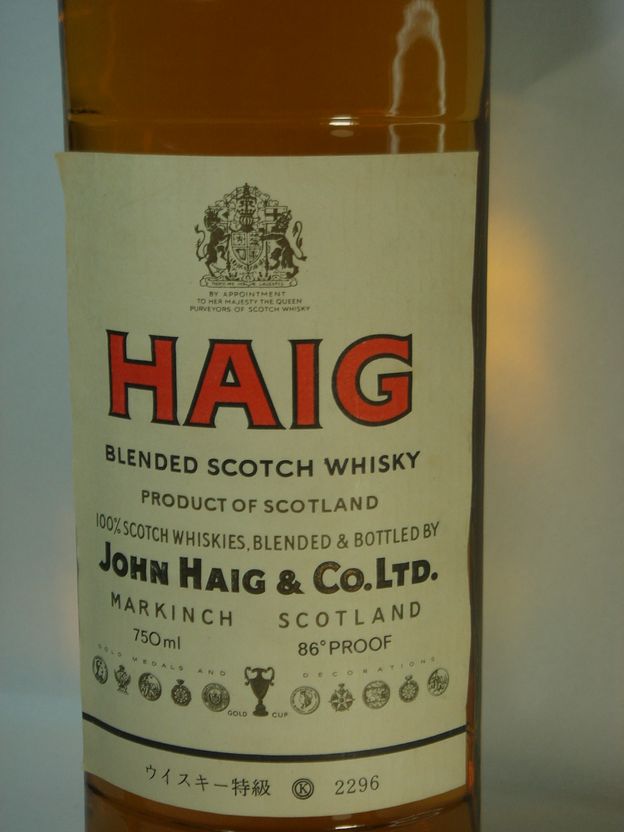 BY APPOINTMENT
TO HER MAJESTY THE QUEEN
PURVEYORS OF SCOTCH WHISKY
HAIG
BLENDED SCOTCH WHISKY
PRODUCT OF SCOTLAND
100% SCOTCH WHISKIES, BLENDED & BOTTLED BY
JOHN HAIG & CO. LTD.
MARKINCH SCOTLAND
750ml 86° PROOF
GOLD MEDALS AND DECORATIONS
GOLD CUP
ウイスキー特級 Ⓚ 2296